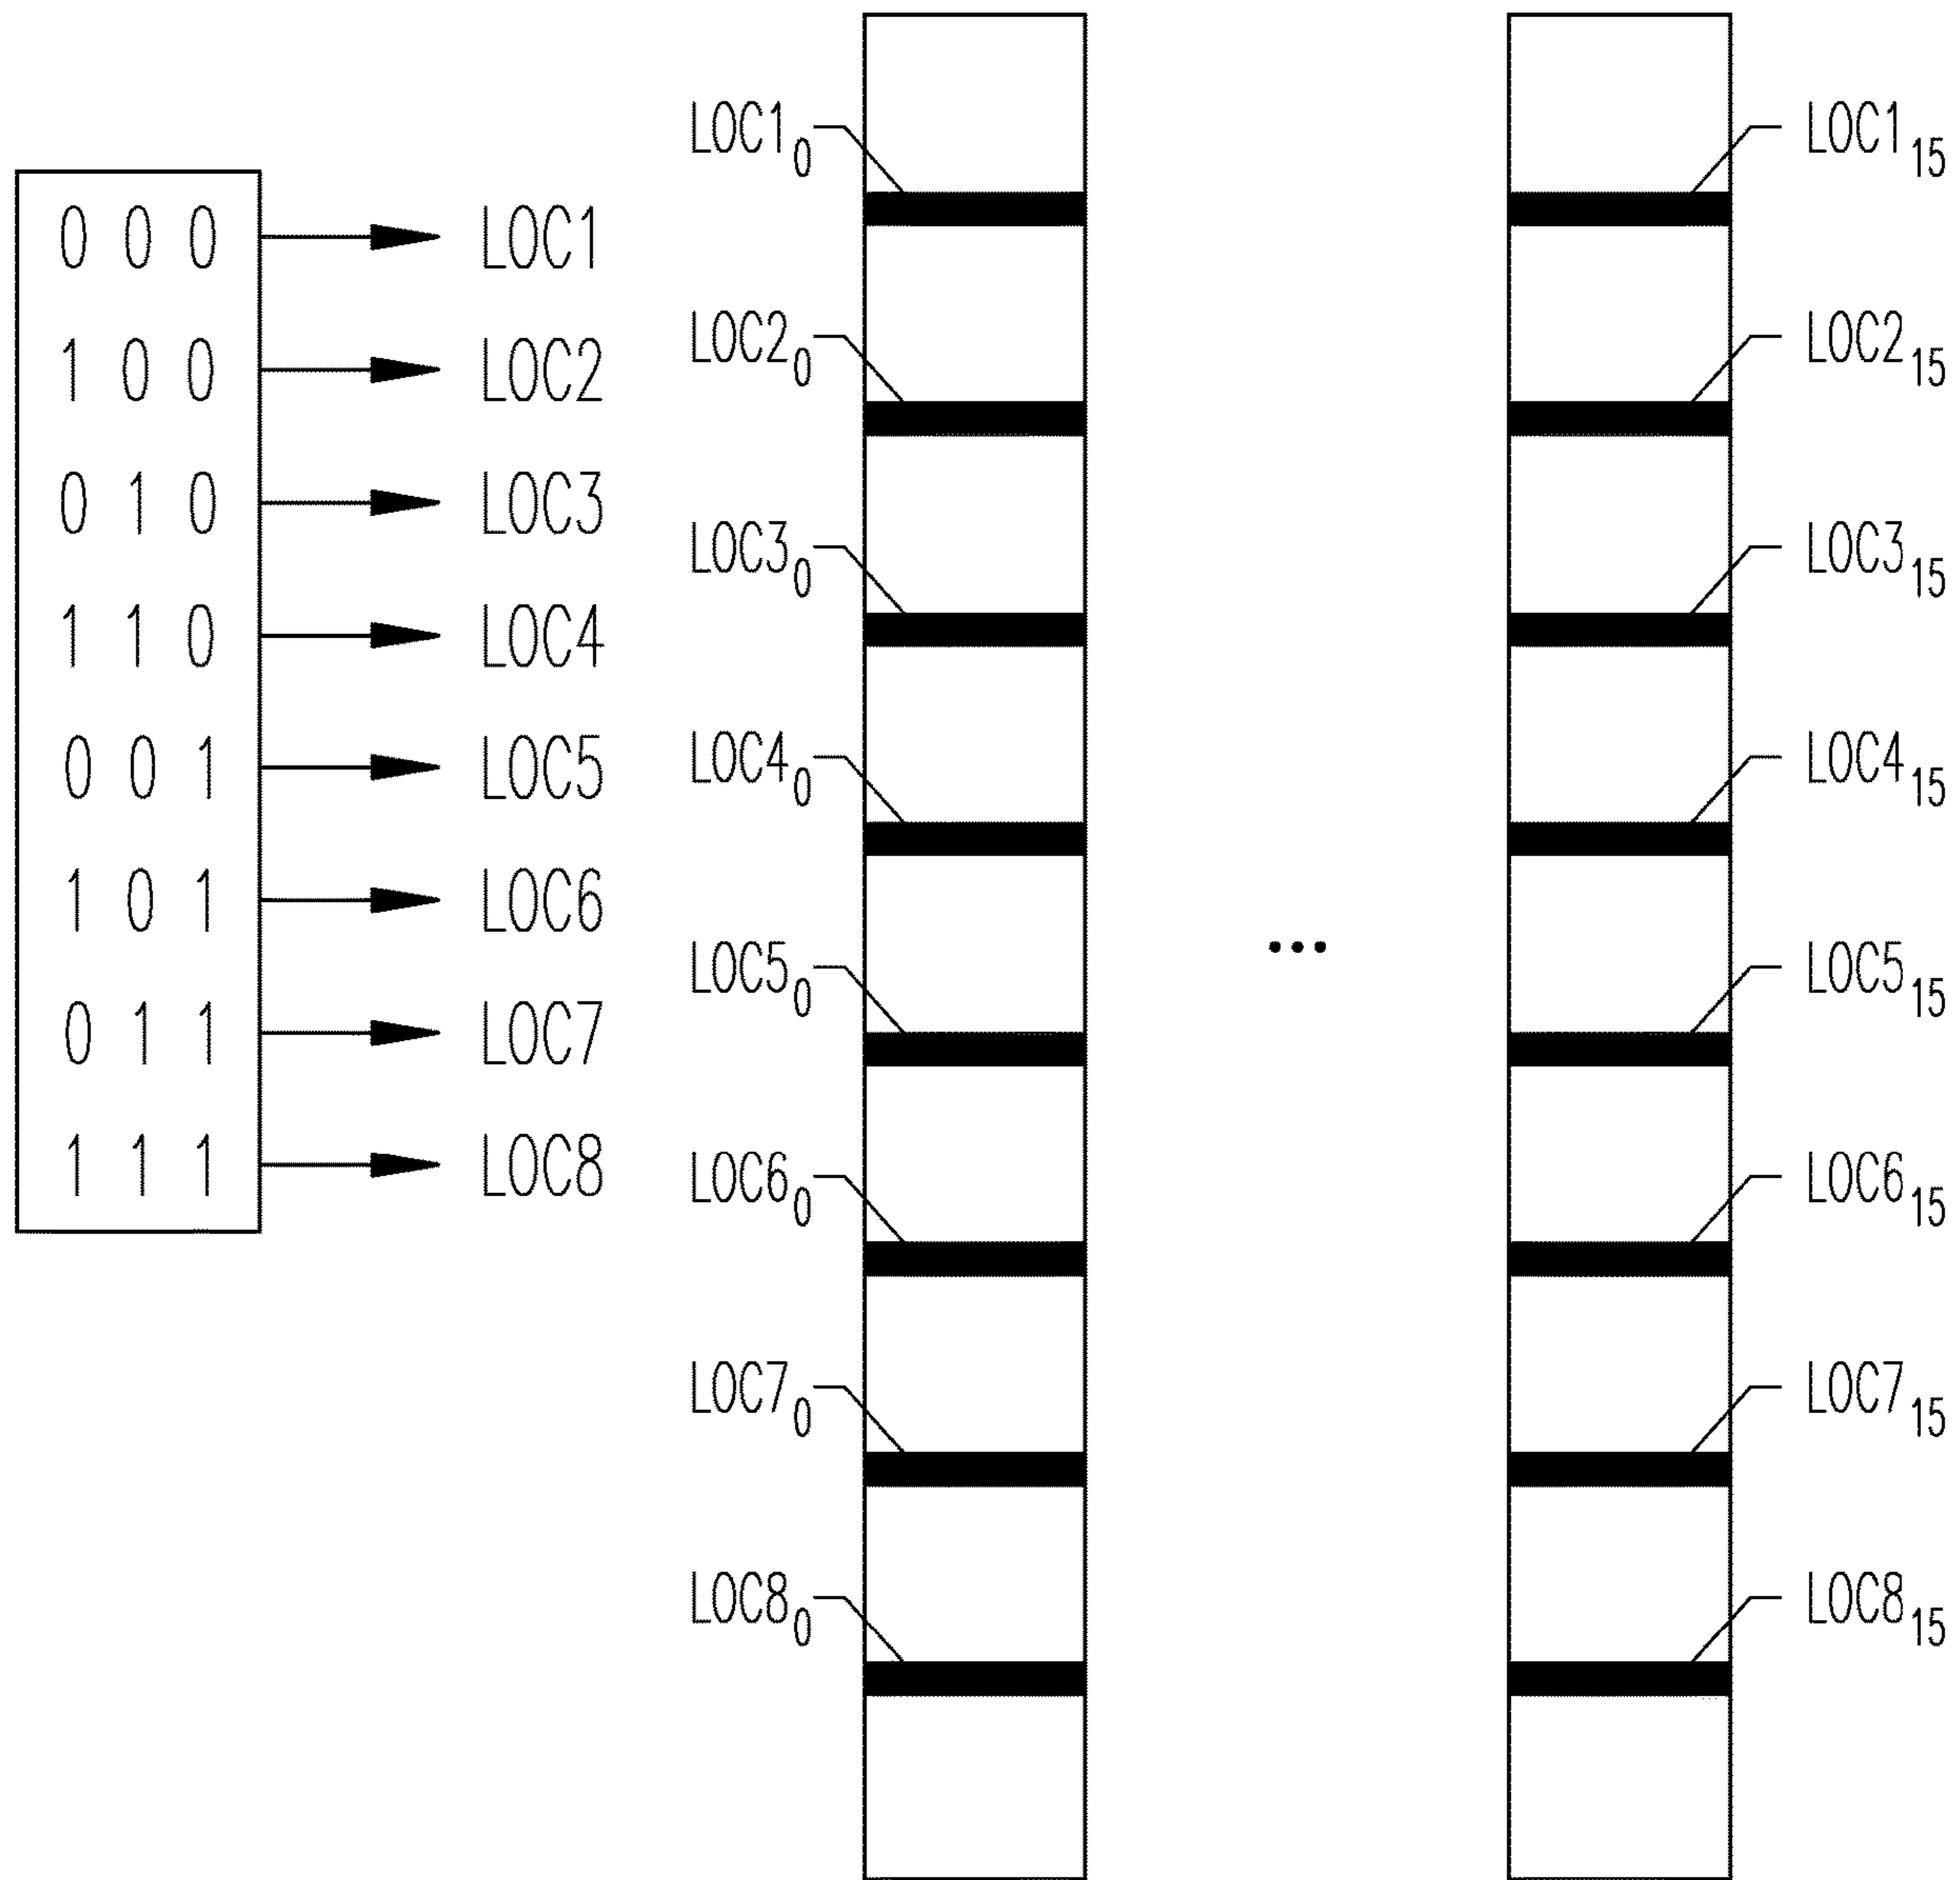 0 0 0 LOC1
1 0 0 LOC2
0 1 0 LOC3
1 1 0 LOC4
0 0 1 LOC5
1 0 1 LOC6
0 1 1 LOC7
1 1 1 LOC8
LOC1₀
LOC2₀
LOC3₀
LOC4₀
LOC5₀
LOC6₀
LOC7₀
LOC8₀
...
LOC1₁₅
LOC2₁₅
LOC3₁₅
LOC4₁₅
LOC5₁₅
LOC6₁₅
LOC7₁₅
LOC8₁₅